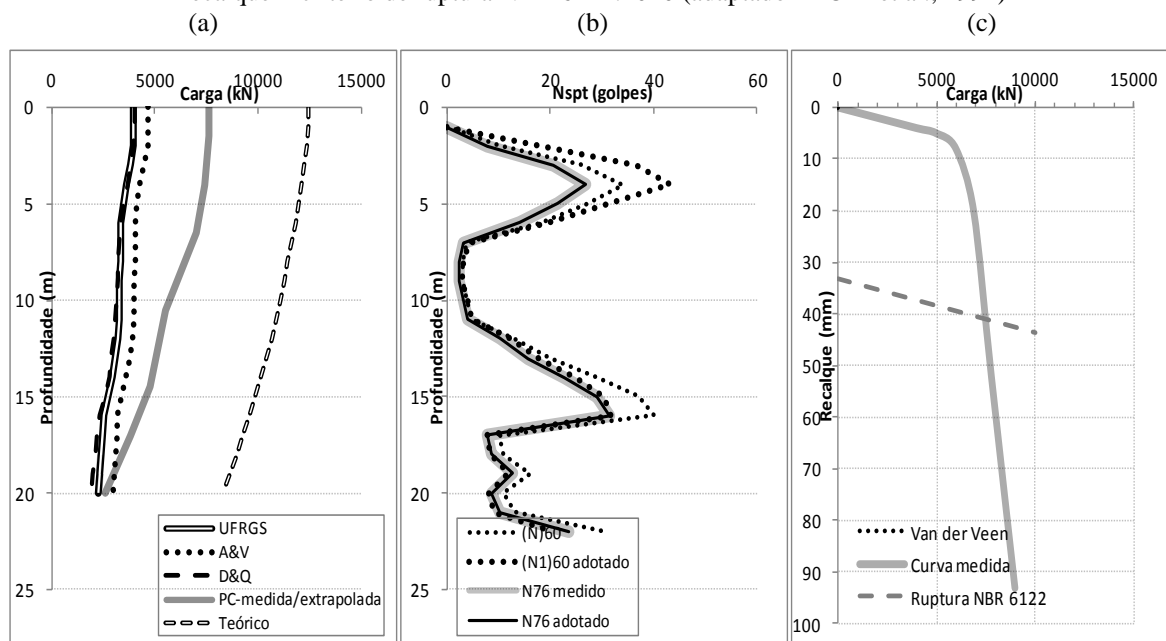 (a) (b) (c)
0 5000 10000 15000
Carga (kN)
0
5
10
15
20
25
Profundidade (m)
UFRGS
A&V
D&Q
PC-medida/extrapolada
Teórico
0 20 40 60
Nspt (golpes)
0
5
10
15
20
25
Profundidade (m)
(N)60
(N1)60 adotado
N76 medido
N76 adotado
0 5000 10000 15000
Carga (kN)
0
10
20
30
40
50
60
70
80
90
100
Recalque (mm)
Van der Veen
Curva medida
Ruptura NBR 6122